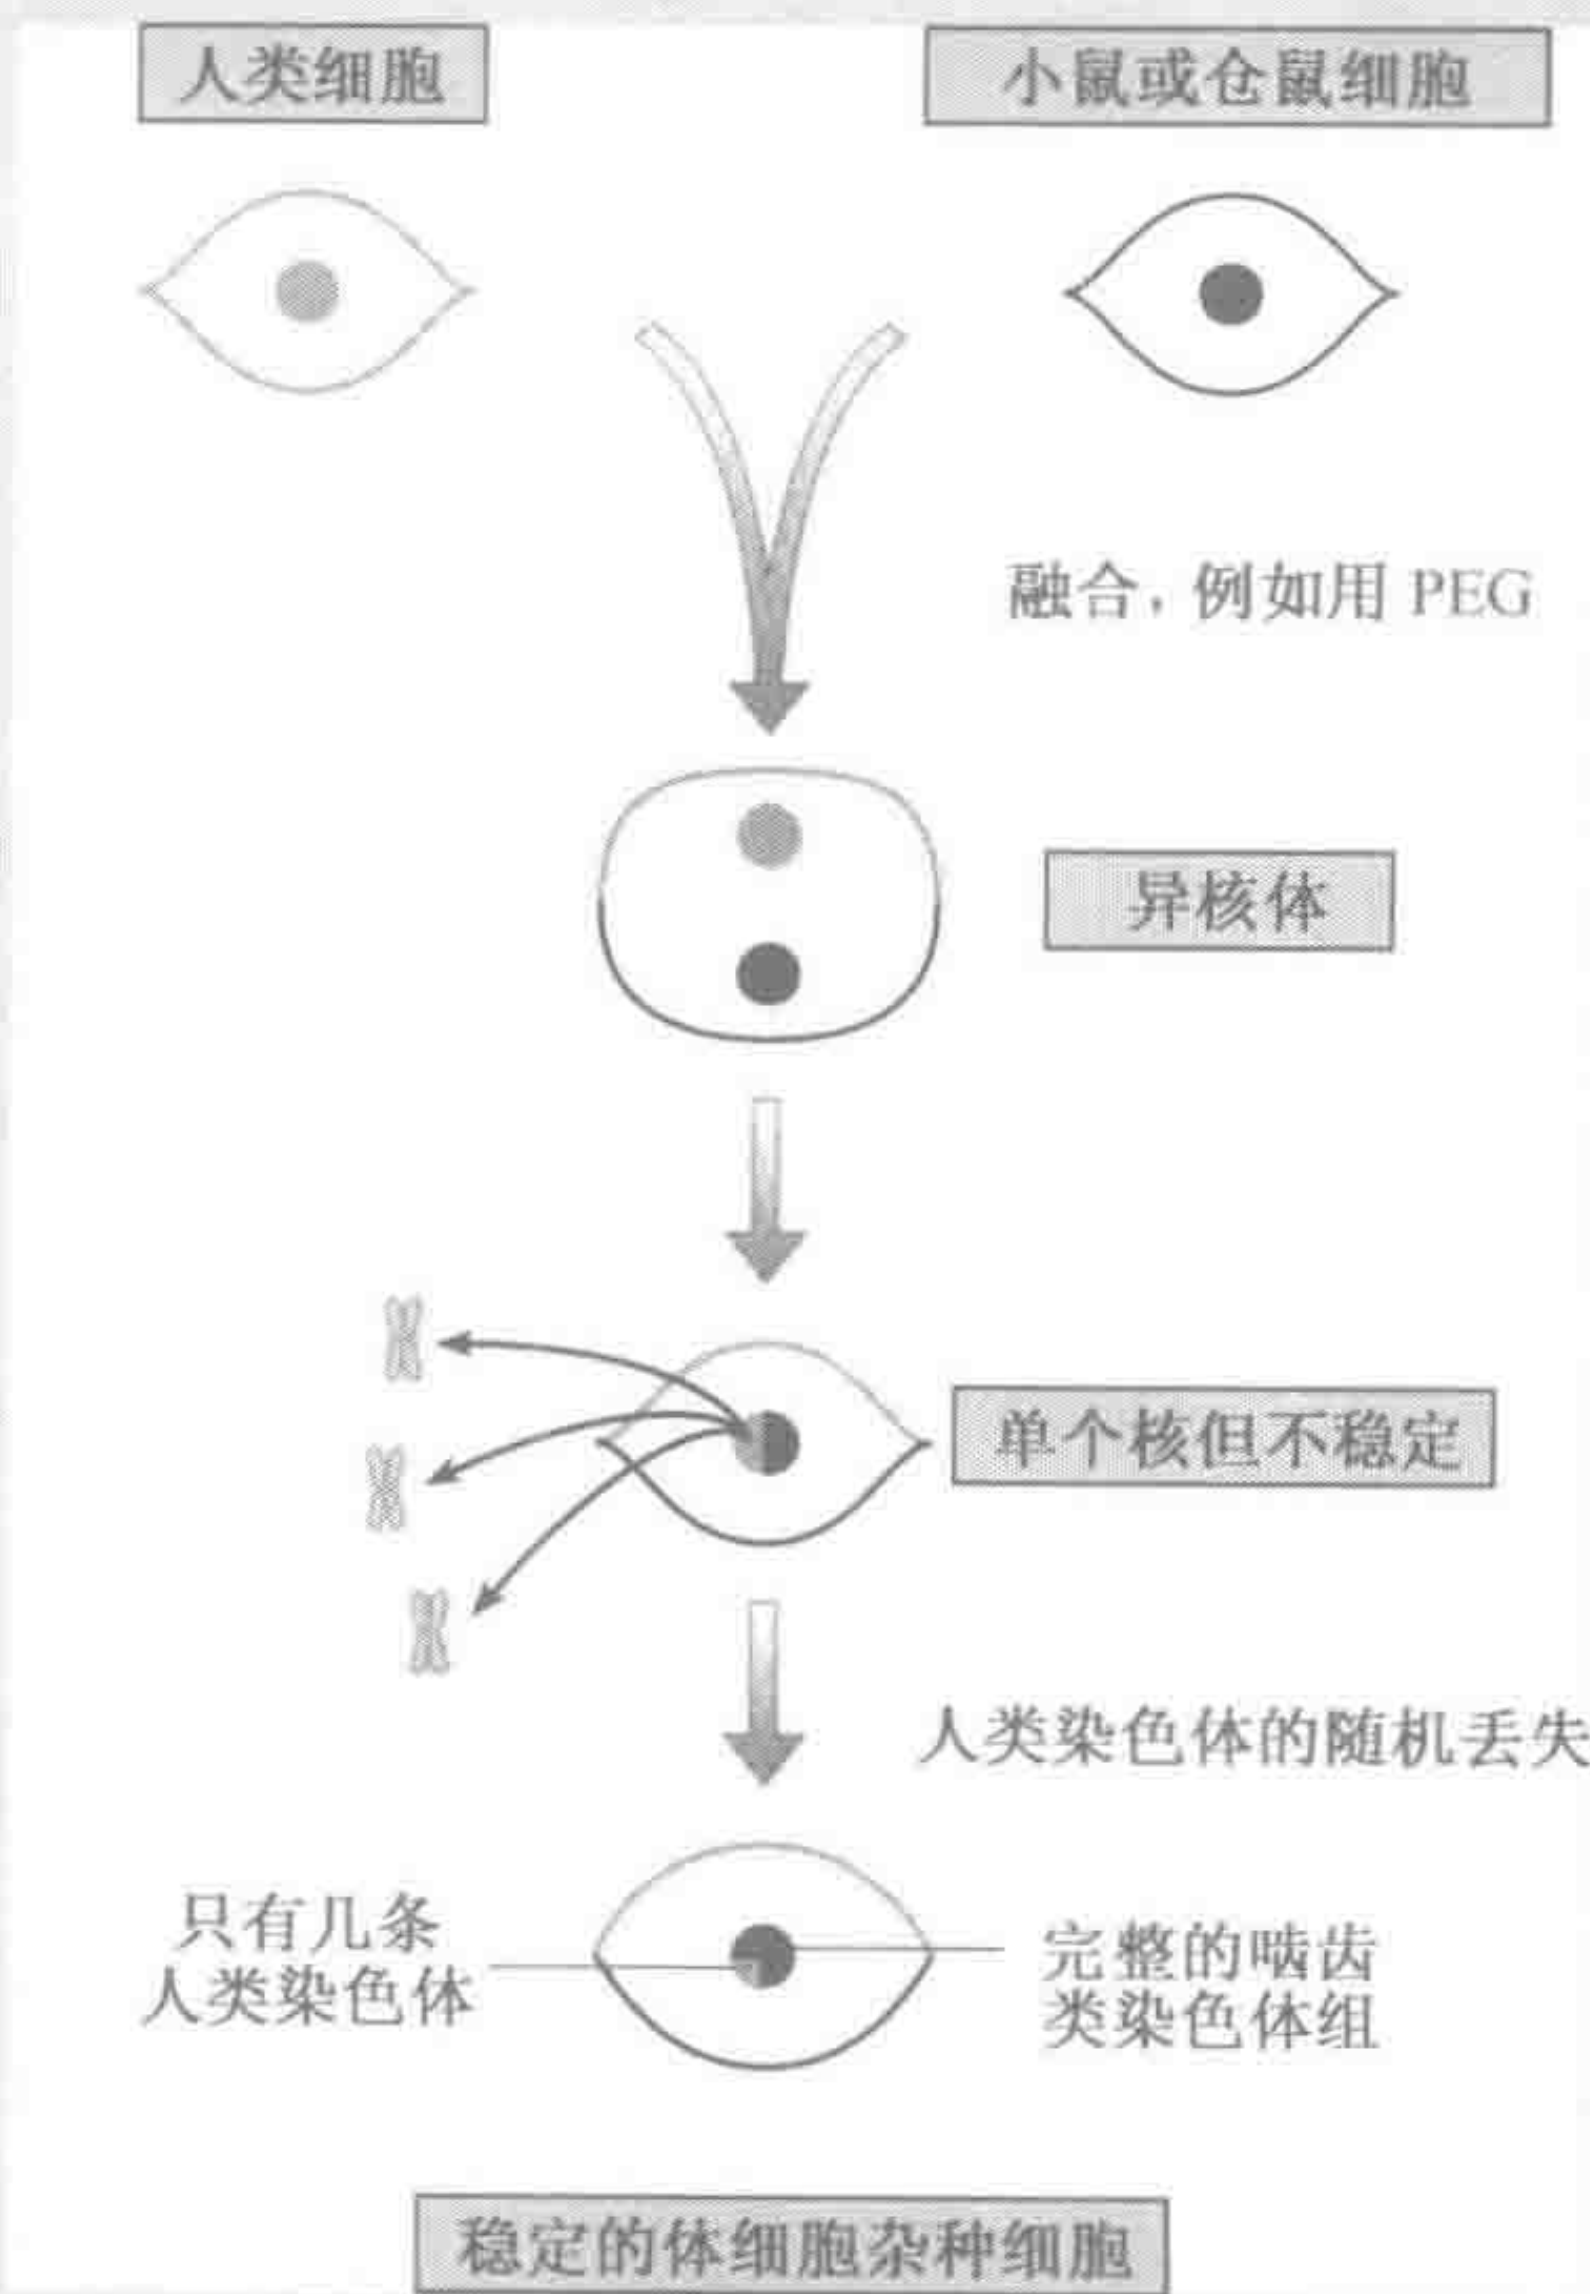 人类细胞
小鼠或仓鼠细胞
融合，例如用 PEG
异核体
单个核但不稳定
人类染色体的随机丢失
只有几条
人类染色体
完整的啮齿
类染色体组
稳定的体细胞杂种细胞